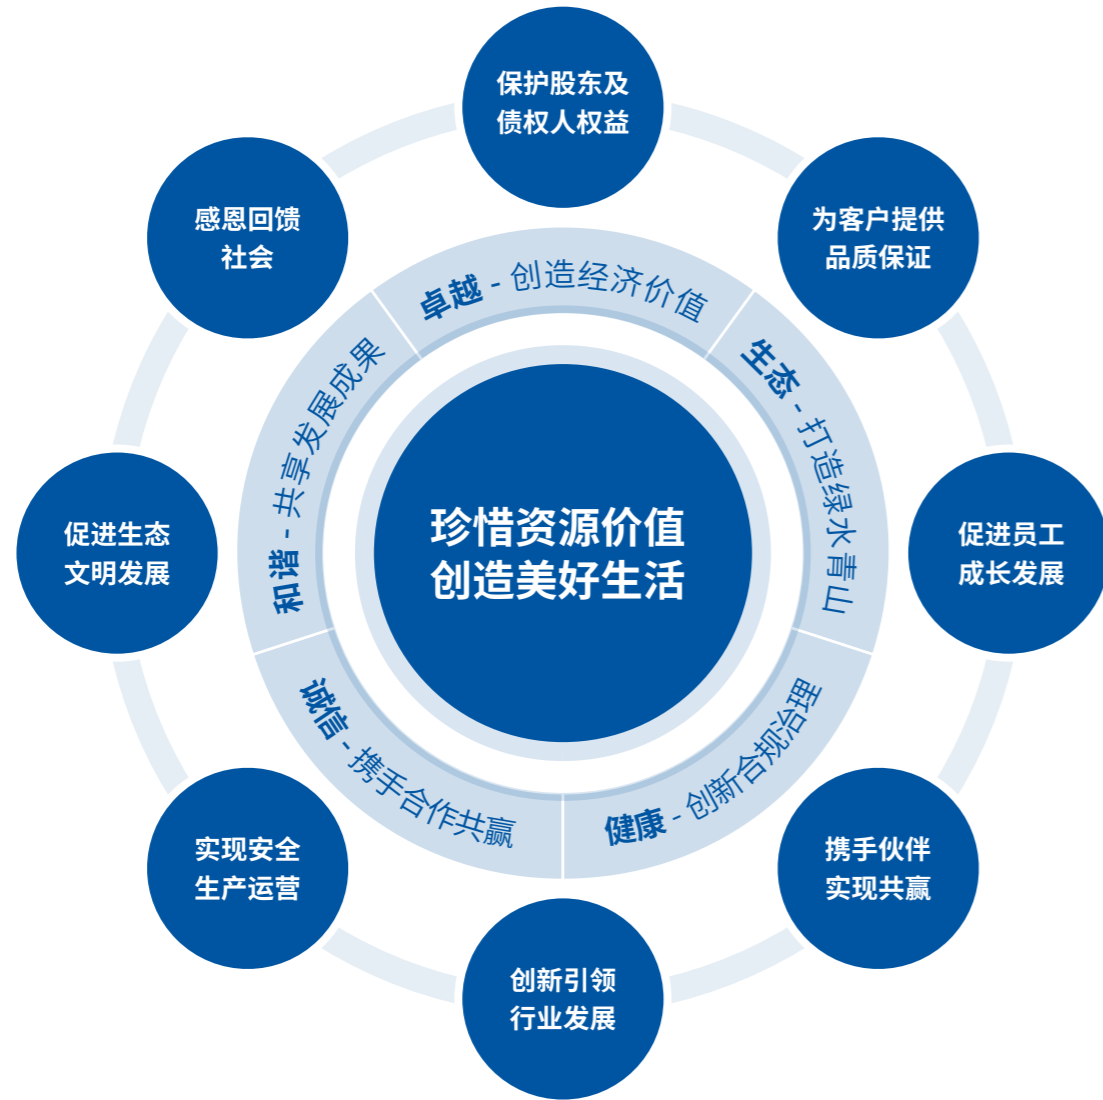 保护股东及
债权人权益
为客户提供
品质保证
促进员工
成长发展
携手伙伴
实现共赢
创新引领
行业发展
实现安全
生产运营
促进生态
文明发展
感恩回馈
社会
卓越 - 创造经济价值
生态 - 打造绿水青山
健康 - 创新合规治理
诚信 - 携手合作共赢
和谐 - 共享发展成果
珍惜资源价值
创造美好生活